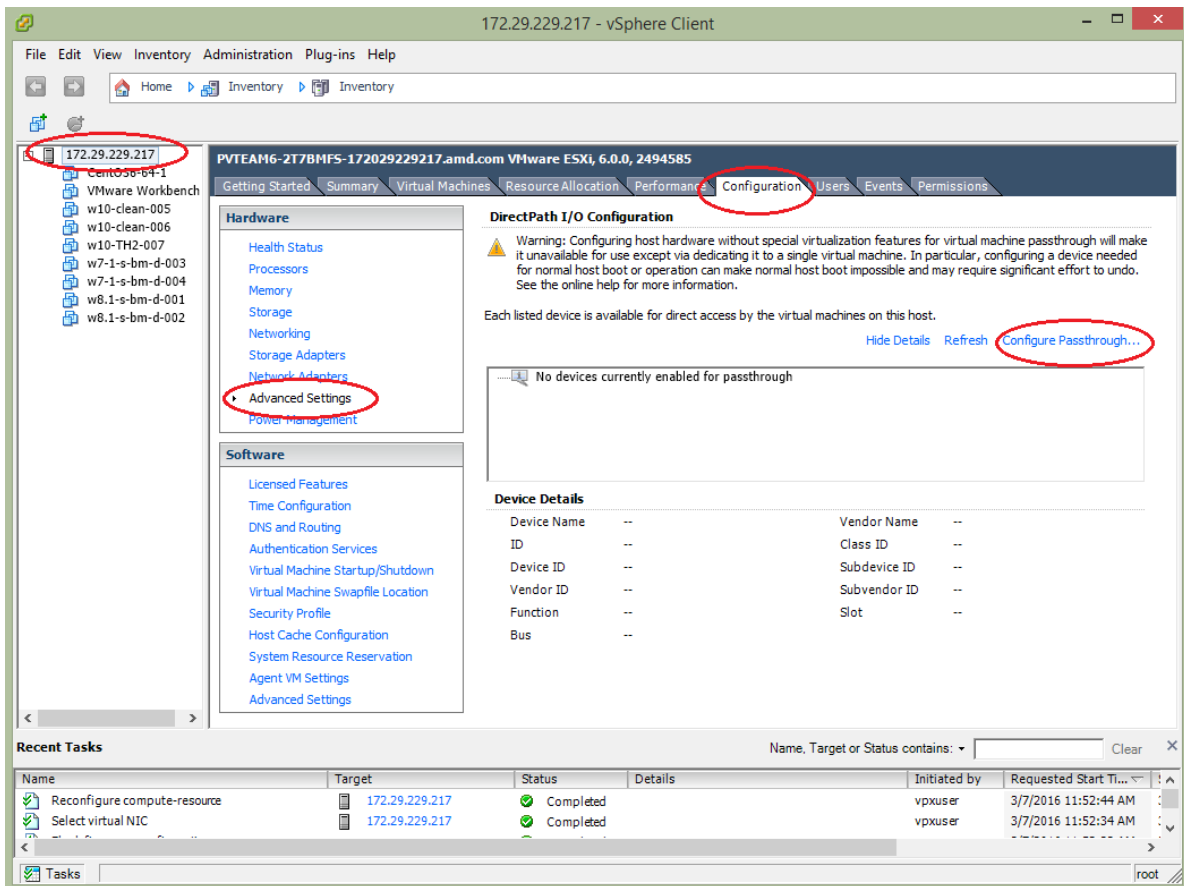 172.29.229.217 - vSphere Client
File Edit View Inventory Administration Plug-ins Help
Home Inventory Inventory
172.29.229.217
CentOS6-64-1
VMware Workbench
w10-clean-005
w10-clean-006
w10-TH2-007
w7-1-s-bm-d-003
w7-1-s-bm-d-004
w8.1-s-bm-d-001
w8.1-s-bm-d-002
PVTEAM6-2T7BMFS-172029229217.amd.com VMware ESXi, 6.0.0, 2494585
Getting Started Summary Virtual Machines Resource Allocation Performance Configuration Users Events Permissions
Hardware
Health Status
Processors
Memory
Storage
Networking
Storage Adapters
Network Adapters
Advanced Settings
Power Management
Software
Licensed Features
Time Configuration
DNS and Routing
Authentication Services
Virtual Machine Startup/Shutdown
Virtual Machine Swapfile Location
Security Profile
Host Cache Configuration
System Resource Reservation
Agent VM Settings
Advanced Settings
DirectPath I/O Configuration
Warning: Configuring host hardware without special virtualization features for virtual machine passthrough will make
it unavailable for use except via dedicating it to a single virtual machine. In particular, configuring a device needed
for normal host boot or operation can make normal host boot impossible and may require significant effort to undo.
See the online help for more information.
Each listed device is available for direct access by the virtual machines on this host.
Hide Details Refresh Configure Passthrough...
No devices currently enabled for passthrough
Device Details
Device Name -- Vendor Name --
ID -- Class ID --
Device ID -- Subdevice ID --
Vendor ID -- Subvendor ID --
Function -- Slot --
Bus --
Recent Tasks Name, Target or Status contains: Clear
Name Target Status Details Initiated by Requested Start Ti...
Reconfigure compute-resource 172.29.229.217 Completed vpxuser 3/7/2016 11:52:44 AM
Select virtual NIC 172.29.229.217 Completed vpxuser 3/7/2016 11:52:34 AM
Tasks root